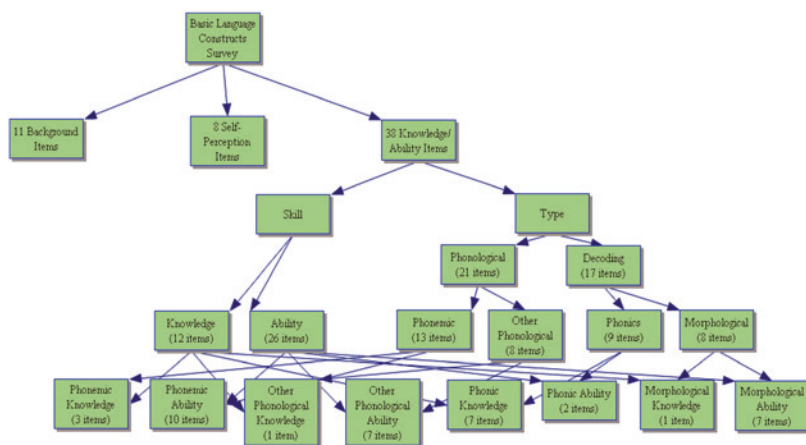 Basic Language
Constructs
Survey
11 Background
Items
8 Self-
Perception
Items
38 Knowledge/
Ability Items
Skill
Type
Phonological
(21 items)
Decoding
(17 items)
Knowledge
(12 items)
Ability
(26 items)
Phonemic
(13 items)
Other
Phonological
(8 items)
Phonics
(9 items)
Morphological
(8 items)
Phonemic
Knowledge
(3 items)
Phonemic
Ability
(10 items)
Other
Phonological
Knowledge
(1 item)
Other
Phonological
Ability
(7 items)
Phonic
Knowledge
(7 items)
Phonic Ability
(2 items)
Morphological
Knowledge
(1 item)
Morphological
Ability
(7 items)